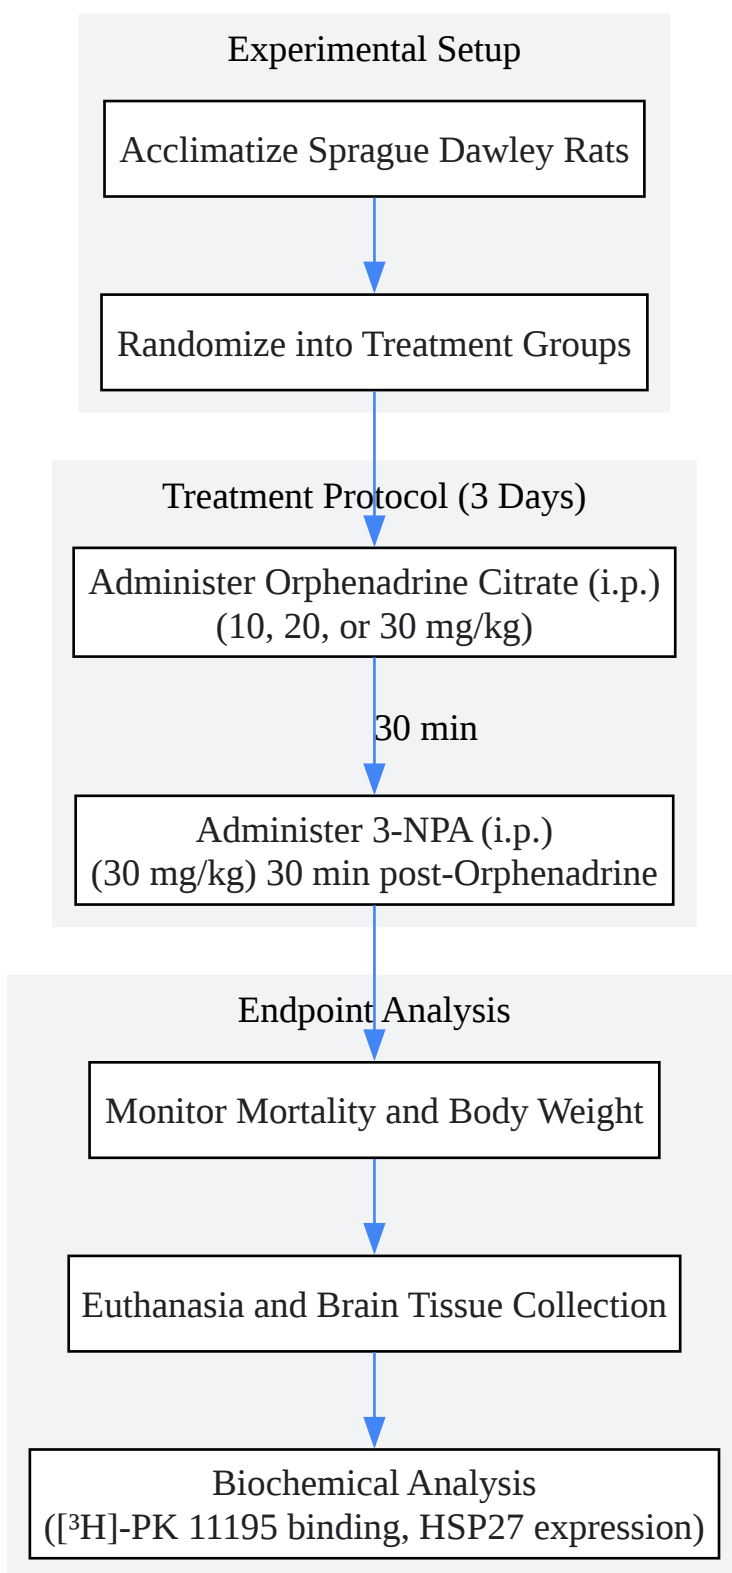 Experimental Setup
Acclimatize Sprague Dawley Rats
Randomize into Treatment Groups
Treatment Protocol (3 Days)
Administer Orphenadrine Citrate (i.p.)
(10, 20, or 30 mg/kg)
30 min
Administer 3-NPA (i.p.)
(30 mg/kg) 30 min post-Orphenadrine
Endpoint Analysis
Monitor Mortality and Body Weight
Euthanasia and Brain Tissue Collection
Biochemical Analysis
([³H]-PK 11195 binding, HSP27 expression)